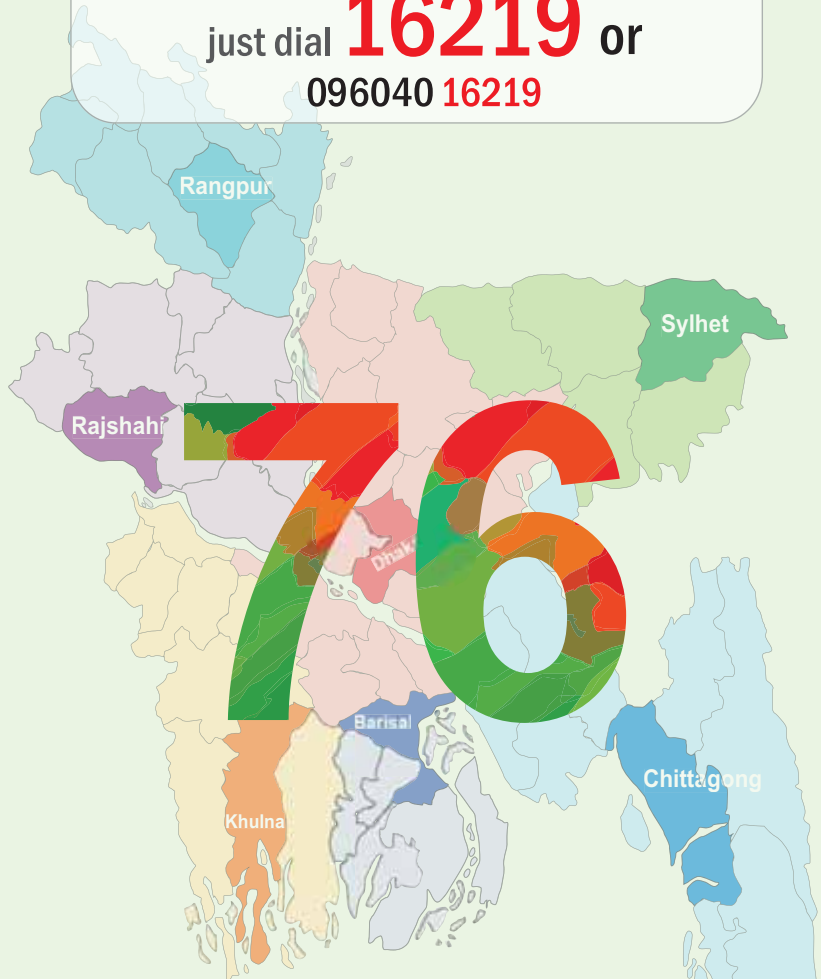 just dial 16219 or
096040 16219
Rangpur
Sylhet
Rajshahi
76
Dhaka
Barisal
Chittagong
Khulna